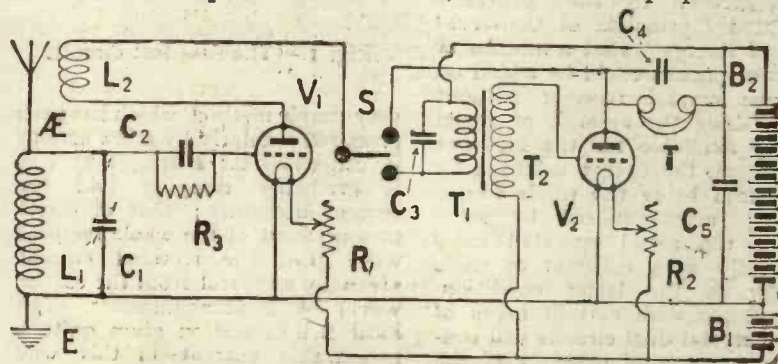 C₄
L₂
V₁
S
B₂
Æ
C₂
T
T₂
C₃
T₁
V₂
C₅
R₃
L₁
C₁
R₁
R₂
E
B₁